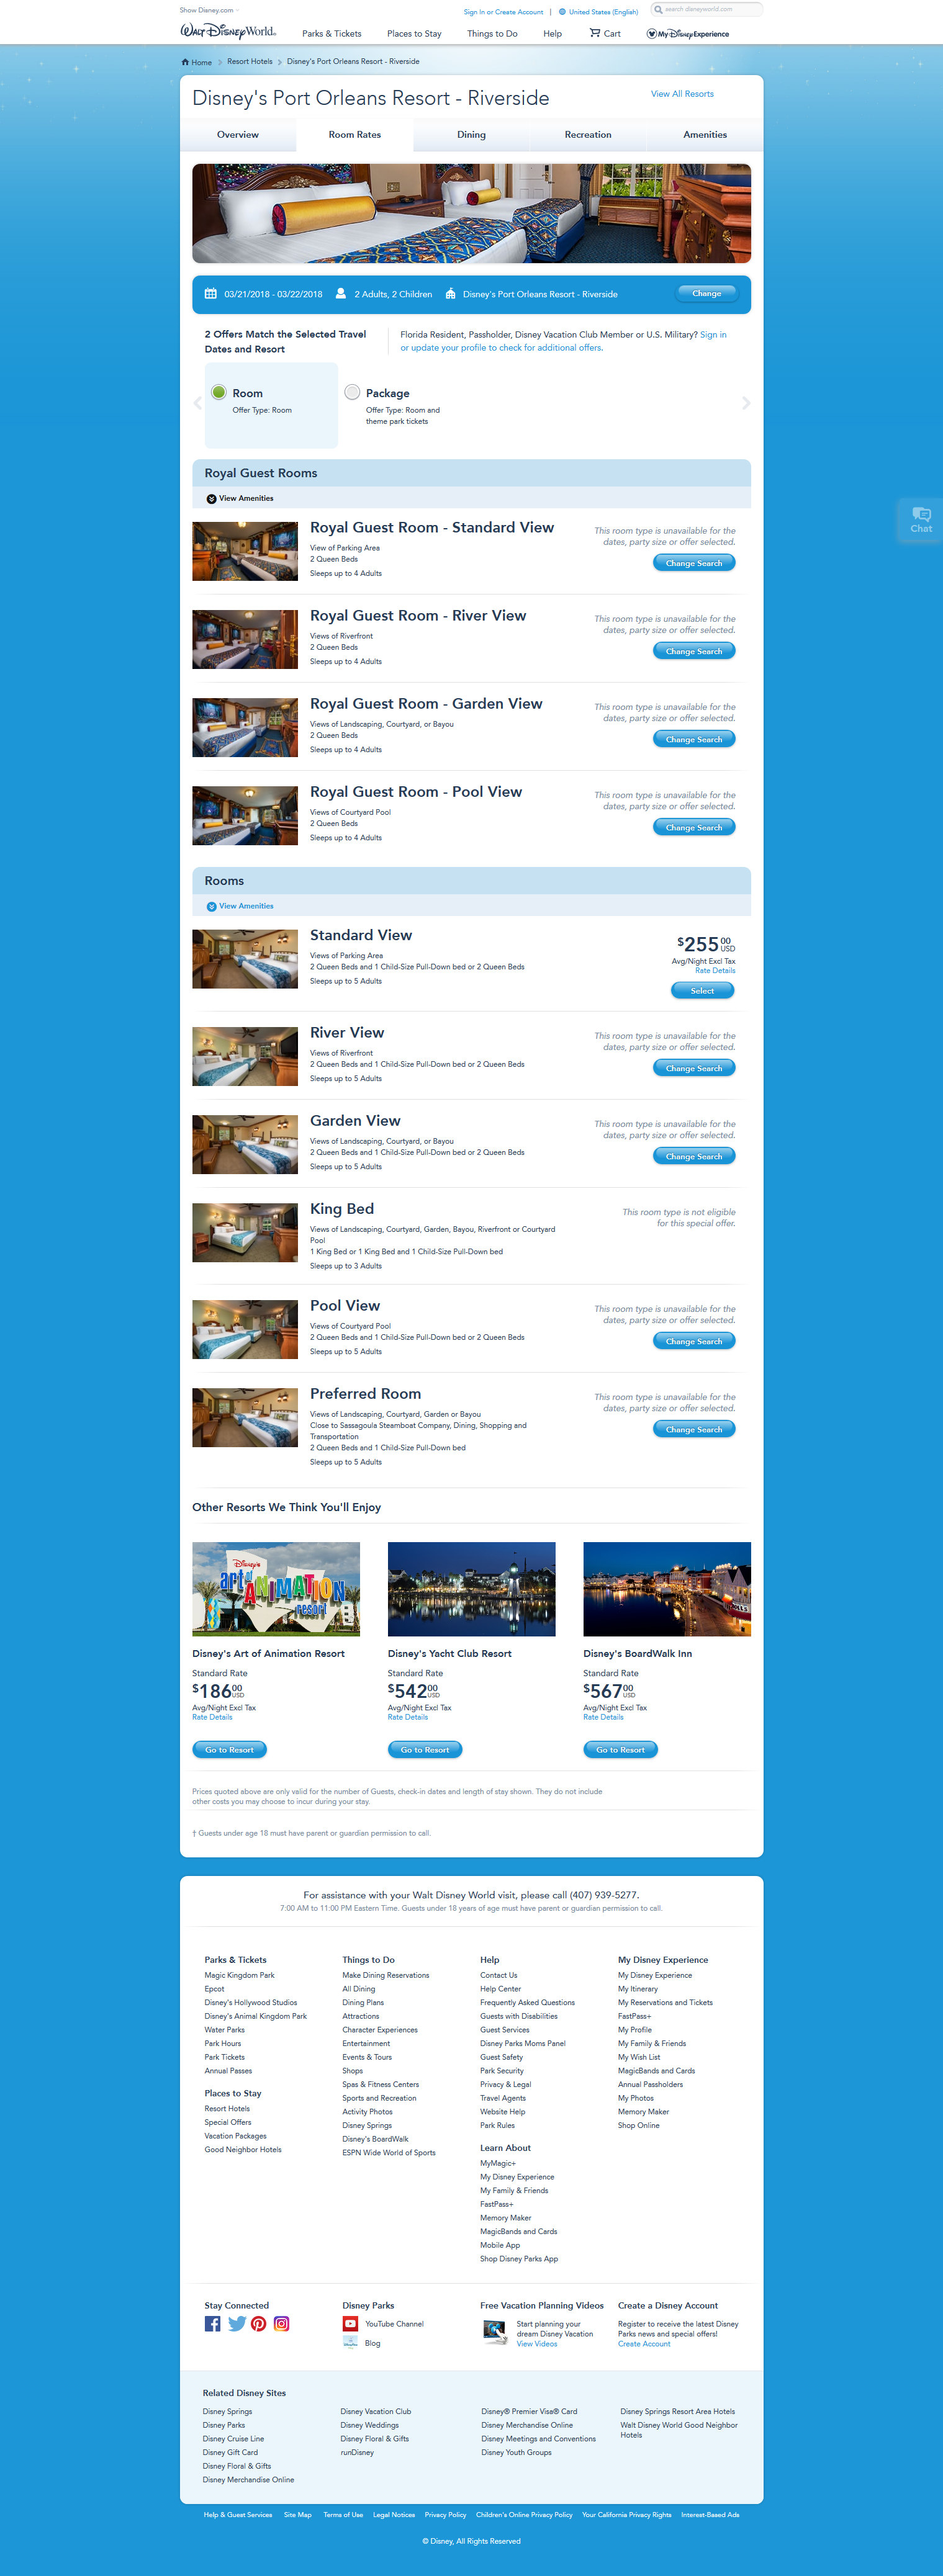 Show Disney.com
Sign In or Create Account | United States (English)
search disneyworld.com
Walt Disney World
Parks & Tickets
Places to Stay
Things to Do
Help
Cart
My Disney Experience
Home
Resort Hotels
Disney's Port Orleans Resort - Riverside
Disney's Port Orleans Resort - Riverside
View All Resorts
Overview
Room Rates
Dining
Recreation
Amenities
03/21/2018 - 03/22/2018
2 Adults, 2 Children
Disney's Port Orleans Resort - Riverside
Change
2 Offers Match the Selected Travel
Dates and Resort
Florida Resident, Passholder, Disney Vacation Club Member or U.S. Military? Sign in
or update your profile to check for additional offers.
Room
Offer Type: Room
Package
Offer Type: Room and
theme park tickets
Chat
Royal Guest Rooms
View Amenities
Royal Guest Room - Standard View
View of Parking Area
2 Queen Beds
Sleeps up to 4 Adults
This room type is unavailable for the
dates, party size or offer selected.
Change Search
Royal Guest Room - River View
Views of Riverfront
2 Queen Beds
Sleeps up to 4 Adults
This room type is unavailable for the
dates, party size or offer selected.
Change Search
Royal Guest Room - Garden View
Views of Landscaping, Courtyard, or Bayou
2 Queen Beds
Sleeps up to 4 Adults
This room type is unavailable for the
dates, party size or offer selected.
Change Search
Royal Guest Room - Pool View
Views of Courtyard Pool
2 Queen Beds
Sleeps up to 4 Adults
This room type is unavailable for the
dates, party size or offer selected.
Change Search
Rooms
View Amenities
Standard View
Views of Parking Area
2 Queen Beds and 1 Child-Size Pull-Down bed or 2 Queen Beds
Sleeps up to 5 Adults
$255 00 USD
Avg/Night Excl Tax
Rate Details
Select
River View
Views of Riverfront
2 Queen Beds and 1 Child-Size Pull-Down bed or 2 Queen Beds
Sleeps up to 5 Adults
This room type is unavailable for the
dates, party size or offer selected.
Change Search
Garden View
Views of Landscaping, Courtyard, or Bayou
2 Queen Beds and 1 Child-Size Pull-Down bed or 2 Queen Beds
Sleeps up to 5 Adults
This room type is unavailable for the
dates, party size or offer selected.
Change Search
King Bed
Views of Landscaping, Courtyard, Garden, Bayou, Riverfront or Courtyard
Pool
1 King Bed or 1 King Bed and 1 Child-Size Pull-Down bed
Sleeps up to 3 Adults
This room type is not eligible
for this special offer.
Pool View
Views of Courtyard Pool
2 Queen Beds and 1 Child-Size Pull-Down bed or 2 Queen Beds
Sleeps up to 5 Adults
This room type is unavailable for the
dates, party size or offer selected.
Change Search
Preferred Room
Views of Landscaping, Courtyard, Garden or Bayou
Close to Sassagoula Steamboat Company, Dining, Shopping and
Transportation
2 Queen Beds and 1 Child-Size Pull-Down bed
Sleeps up to 5 Adults
This room type is unavailable for the
dates, party size or offer selected.
Change Search
Other Resorts We Think You'll Enjoy
Disney's
art of
ANIMATION
resort
Disney's Art of Animation Resort
Standard Rate
$186 00 USD
Avg/Night Excl Tax
Rate Details
Go to Resort
Disney's Yacht Club Resort
Standard Rate
$542 00 USD
Avg/Night Excl Tax
Rate Details
Go to Resort
Disney's BoardWalk Inn
Standard Rate
$567 00 USD
Avg/Night Excl Tax
Rate Details
Go to Resort
Prices quoted above are only valid for the number of Guests, check-in dates and length of stay shown. They do not include
other costs you may choose to incur during your stay.
† Guests under age 18 must have parent or guardian permission to call.
For assistance with your Walt Disney World visit, please call (407) 939-5277.
7:00 AM to 11:00 PM Eastern Time. Guests under 18 years of age must have parent or guardian permission to call.
Parks & Tickets
Magic Kingdom Park
Epcot
Disney's Hollywood Studios
Disney's Animal Kingdom Park
Water Parks
Park Hours
Park Tickets
Annual Passes
Places to Stay
Resort Hotels
Special Offers
Vacation Packages
Good Neighbor Hotels
Things to Do
Make Dining Reservations
All Dining
Dining Plans
Attractions
Character Experiences
Entertainment
Events & Tours
Shops
Spas & Fitness Centers
Sports and Recreation
Activity Photos
Disney Springs
Disney's BoardWalk
ESPN Wide World of Sports
Help
Contact Us
Help Center
Frequently Asked Questions
Guests with Disabilities
Guest Services
Disney Parks Moms Panel
Guest Safety
Park Security
Privacy & Legal
Travel Agents
Website Help
Park Rules
Learn About
MyMagic+
My Disney Experience
My Family & Friends
FastPass+
Memory Maker
MagicBands and Cards
Mobile App
Shop Disney Parks App
My Disney Experience
My Disney Experience
My Itinerary
My Reservations and Tickets
FastPass+
My Profile
My Family & Friends
My Wish List
MagicBands and Cards
Annual Passholders
My Photos
Memory Maker
Shop Online
Stay Connected
Disney Parks
YouTube Channel
Blog
Free Vacation Planning Videos
Start planning your
dream Disney Vacation
View Videos
Create a Disney Account
Register to receive the latest Disney
Parks news and special offers!
Create Account
Related Disney Sites
Disney Springs
Disney Parks
Disney Cruise Line
Disney Gift Card
Disney Floral & Gifts
Disney Merchandise Online
Disney Vacation Club
Disney Weddings
Disney Floral & Gifts
runDisney
Disney® Premier Visa® Card
Disney Merchandise Online
Disney Meetings and Conventions
Disney Youth Groups
Disney Springs Resort Area Hotels
Walt Disney World Good Neighbor
Hotels
Help & Guest Services
Site Map
Terms of Use
Legal Notices
Privacy Policy
Children's Online Privacy Policy
Your California Privacy Rights
Interest-Based Ads
© Disney, All Rights Reserved